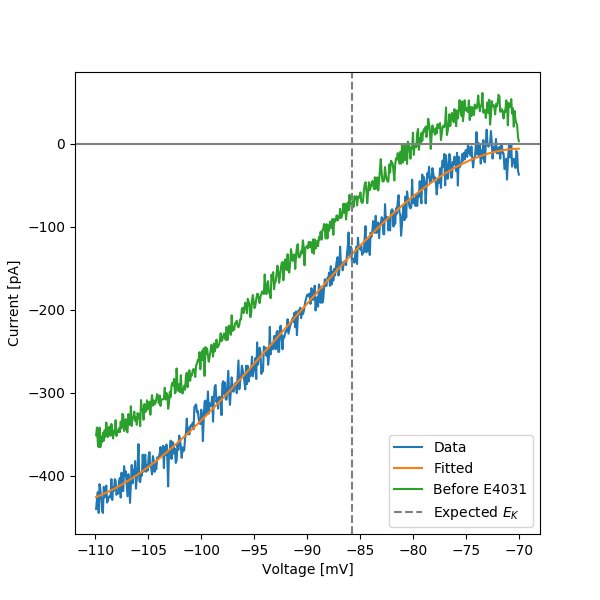 0
−100
−200
−300
−400
Current [pA]
−110 −105 −100 −95 −90 −85 −80 −75 −70
Voltage [mV]
Data
Fitted
Before E4031
Expected E_K